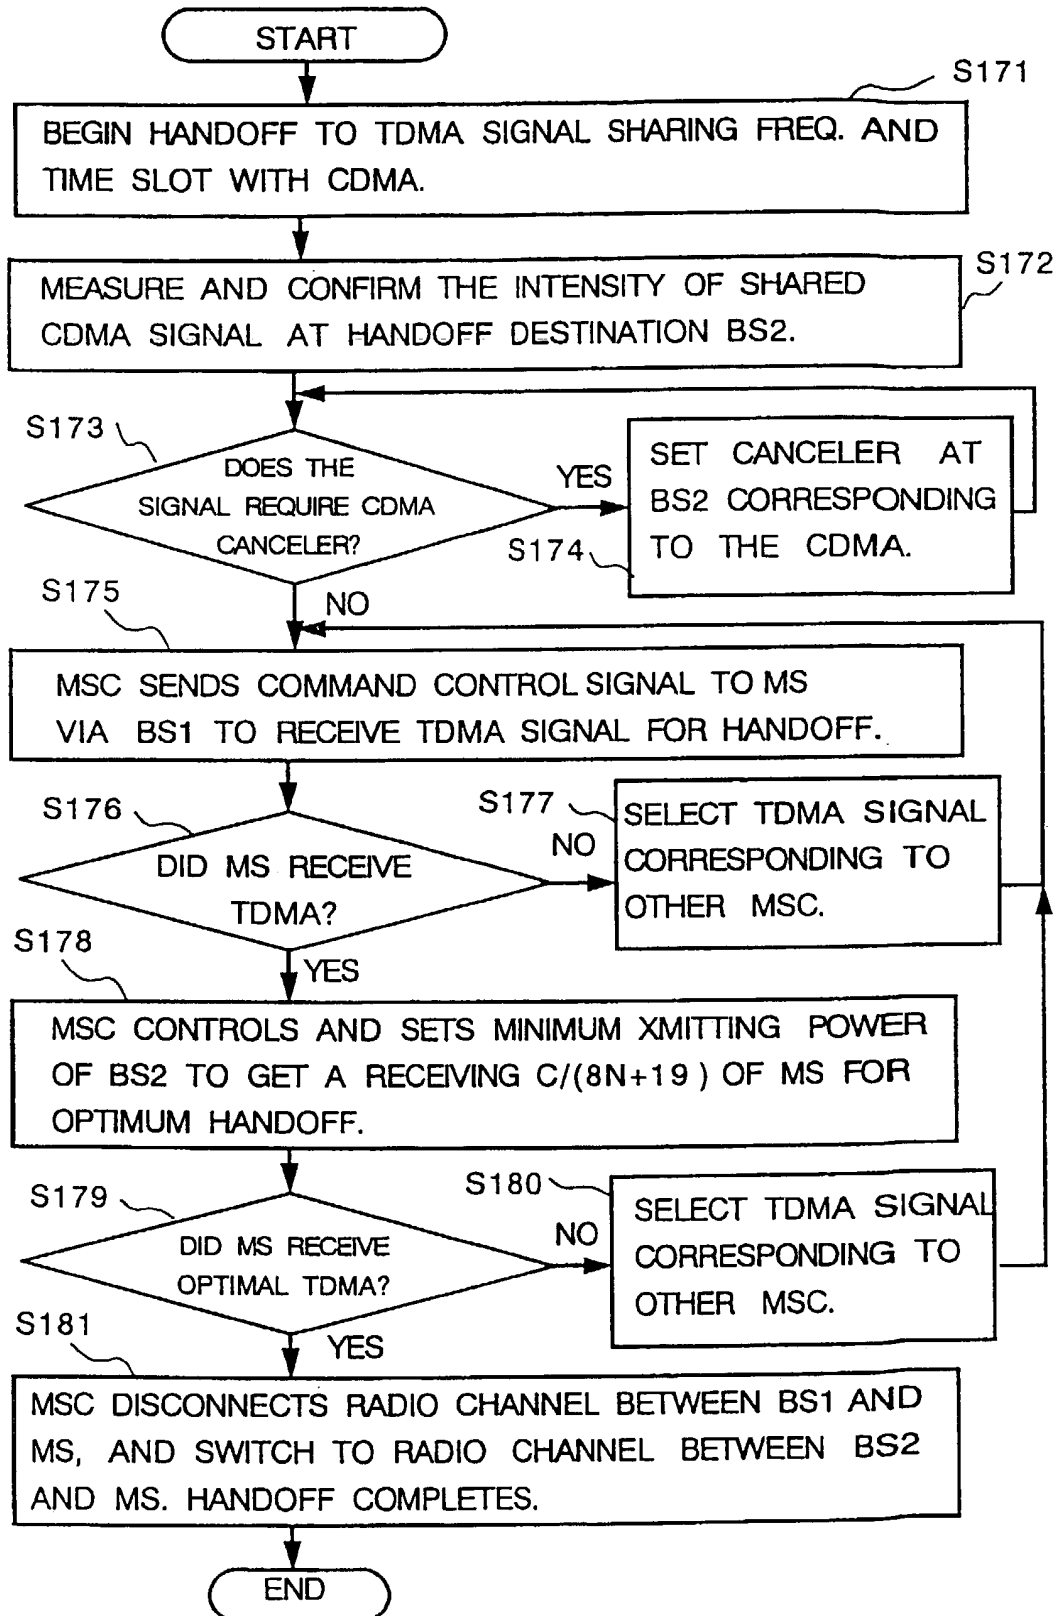 START
S171
BEGIN HANDOFF TO TDMA SIGNAL SHARING FREQ. AND
TIME SLOT WITH CDMA.
S172
MEASURE AND CONFIRM THE INTENSITY OF SHARED
CDMA SIGNAL AT HANDOFF DESTINATION BS2.
S173
DOES THE
SIGNAL REQUIRE CDMA
CANCELER?
YES
SET CANCELER AT
BS2 CORRESPONDING
TO THE CDMA.
S174
NO
S175
MSC SENDS COMMAND CONTROL SIGNAL TO MS
VIA BS1 TO RECEIVE TDMA SIGNAL FOR HANDOFF.
S176
DID MS RECEIVE
TDMA?
NO
S177
SELECT TDMA SIGNAL
CORRESPONDING TO
OTHER MSC.
YES
S178
MSC CONTROLS AND SETS MINIMUM XMITTING POWER
OF BS2 TO GET A RECEIVING C/(8N+19) OF MS FOR
OPTIMUM HANDOFF.
S179
DID MS RECEIVE
OPTIMAL TDMA?
NO
S180
SELECT TDMA SIGNAL
CORRESPONDING TO
OTHER MSC.
YES
S181
MSC DISCONNECTS RADIO CHANNEL BETWEEN BS1 AND
MS, AND SWITCH TO RADIO CHANNEL BETWEEN BS2
AND MS. HANDOFF COMPLETES.
END